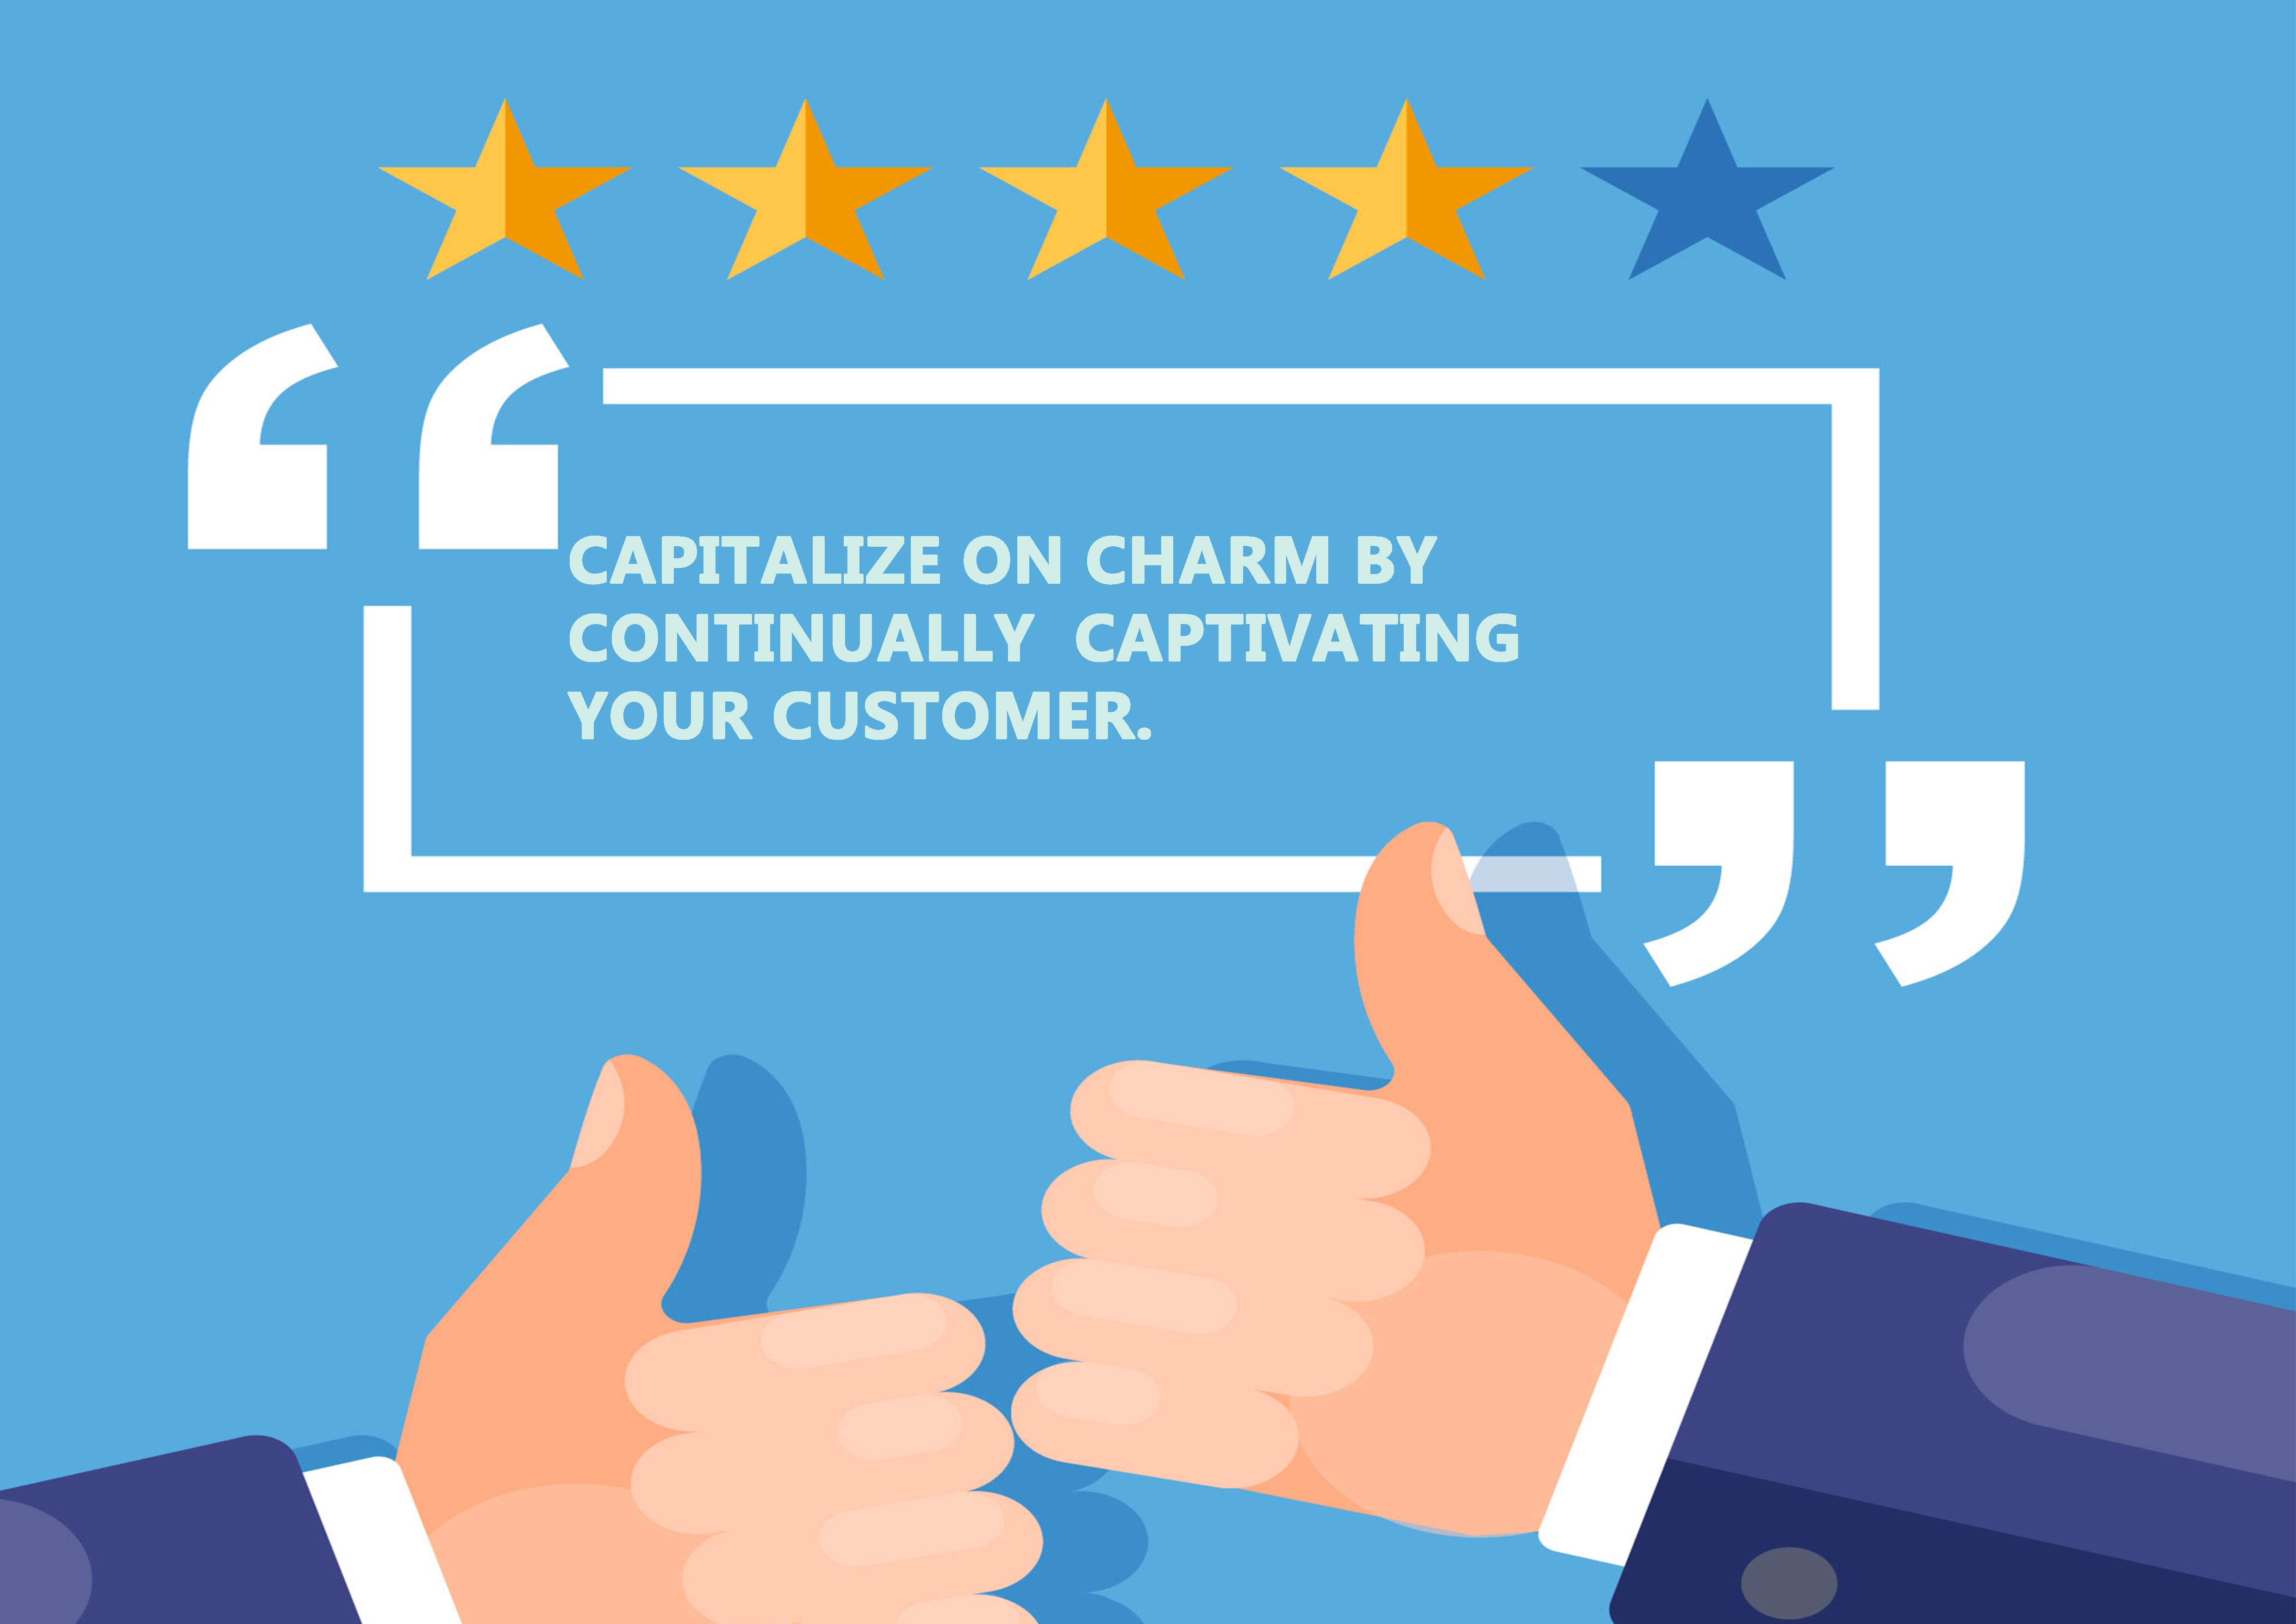 CAPITALIZE ON CHARM BY
CONTINUALLY CAPTIVATING
YOUR CUSTOMER.